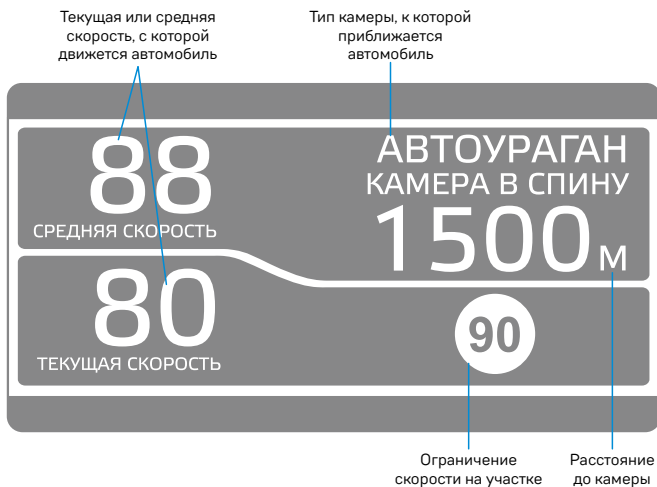 Текущая или средняя
скорость, с которой
движется автомобиль
Тип камеры, к которой
приближается
автомобиль
88
СРЕДНЯЯ СКОРОСТЬ
АВТОУРАГАН
КАМЕРА В СПИНУ
1500м
80
ТЕКУЩАЯ СКОРОСТЬ
90
Ограничение
скорости на участке
Расстояние
до камеры